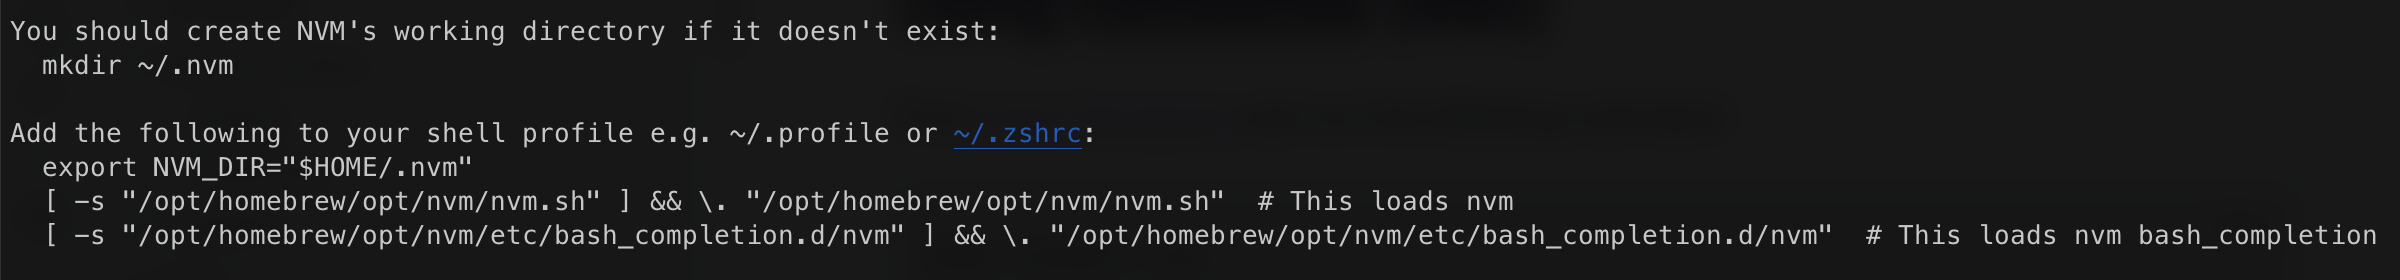 You should create NVM's working directory if it doesn't exist:
  mkdir ~/.nvm

Add the following to your shell profile e.g. ~/.profile or ~/.zshrc:
  export NVM_DIR="$HOME/.nvm"
  [ -s "/opt/homebrew/opt/nvm/nvm.sh" ] && \. "/opt/homebrew/opt/nvm/nvm.sh"  # This loads nvm
  [ -s "/opt/homebrew/opt/nvm/etc/bash_completion.d/nvm" ] && \. "/opt/homebrew/opt/nvm/etc/bash_completion.d/nvm"  # This loads nvm bash_completion